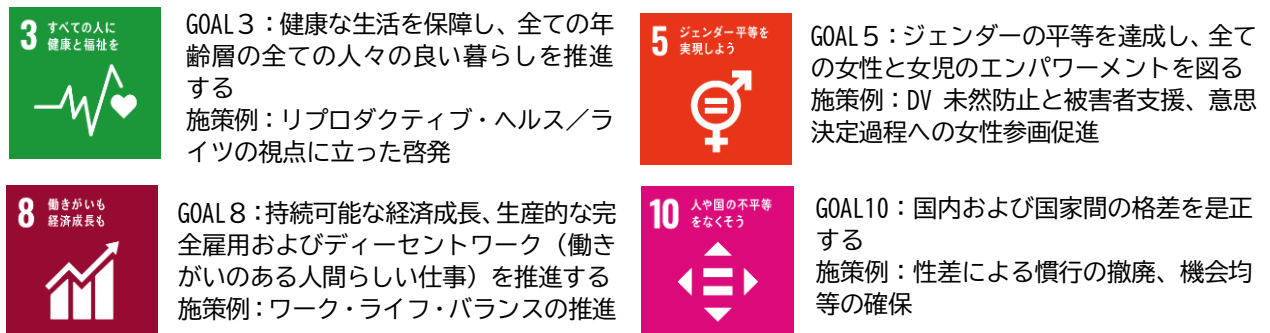 3 すべての人に
健康と福祉を
GOAL3：健康な生活を保障し、全ての年
齢層の全ての人々の良い暮らしを推進
する
施策例：リプロダクティブ・ヘルス／ラ
イツの視点に立った啓発
5 ジェンダー平等を
実現しよう
GOAL5：ジェンダーの平等を達成し、全て
の女性と女児のエンパワーメントを図る
施策例：DV 未然防止と被害者支援、意思
決定過程への女性参画促進
8 働きがいも
経済成長も
GOAL8：持続可能な経済成長、生産的な完
全雇用およびディーセントワーク（働き
がいのある人間らしい仕事）を推進する
施策例：ワーク・ライフ・バランスの推進
10 人や国の不平等
をなくそう
GOAL10：国内および国家間の格差を是正
する
施策例：性差による慣行の撤廃、機会均
等の確保